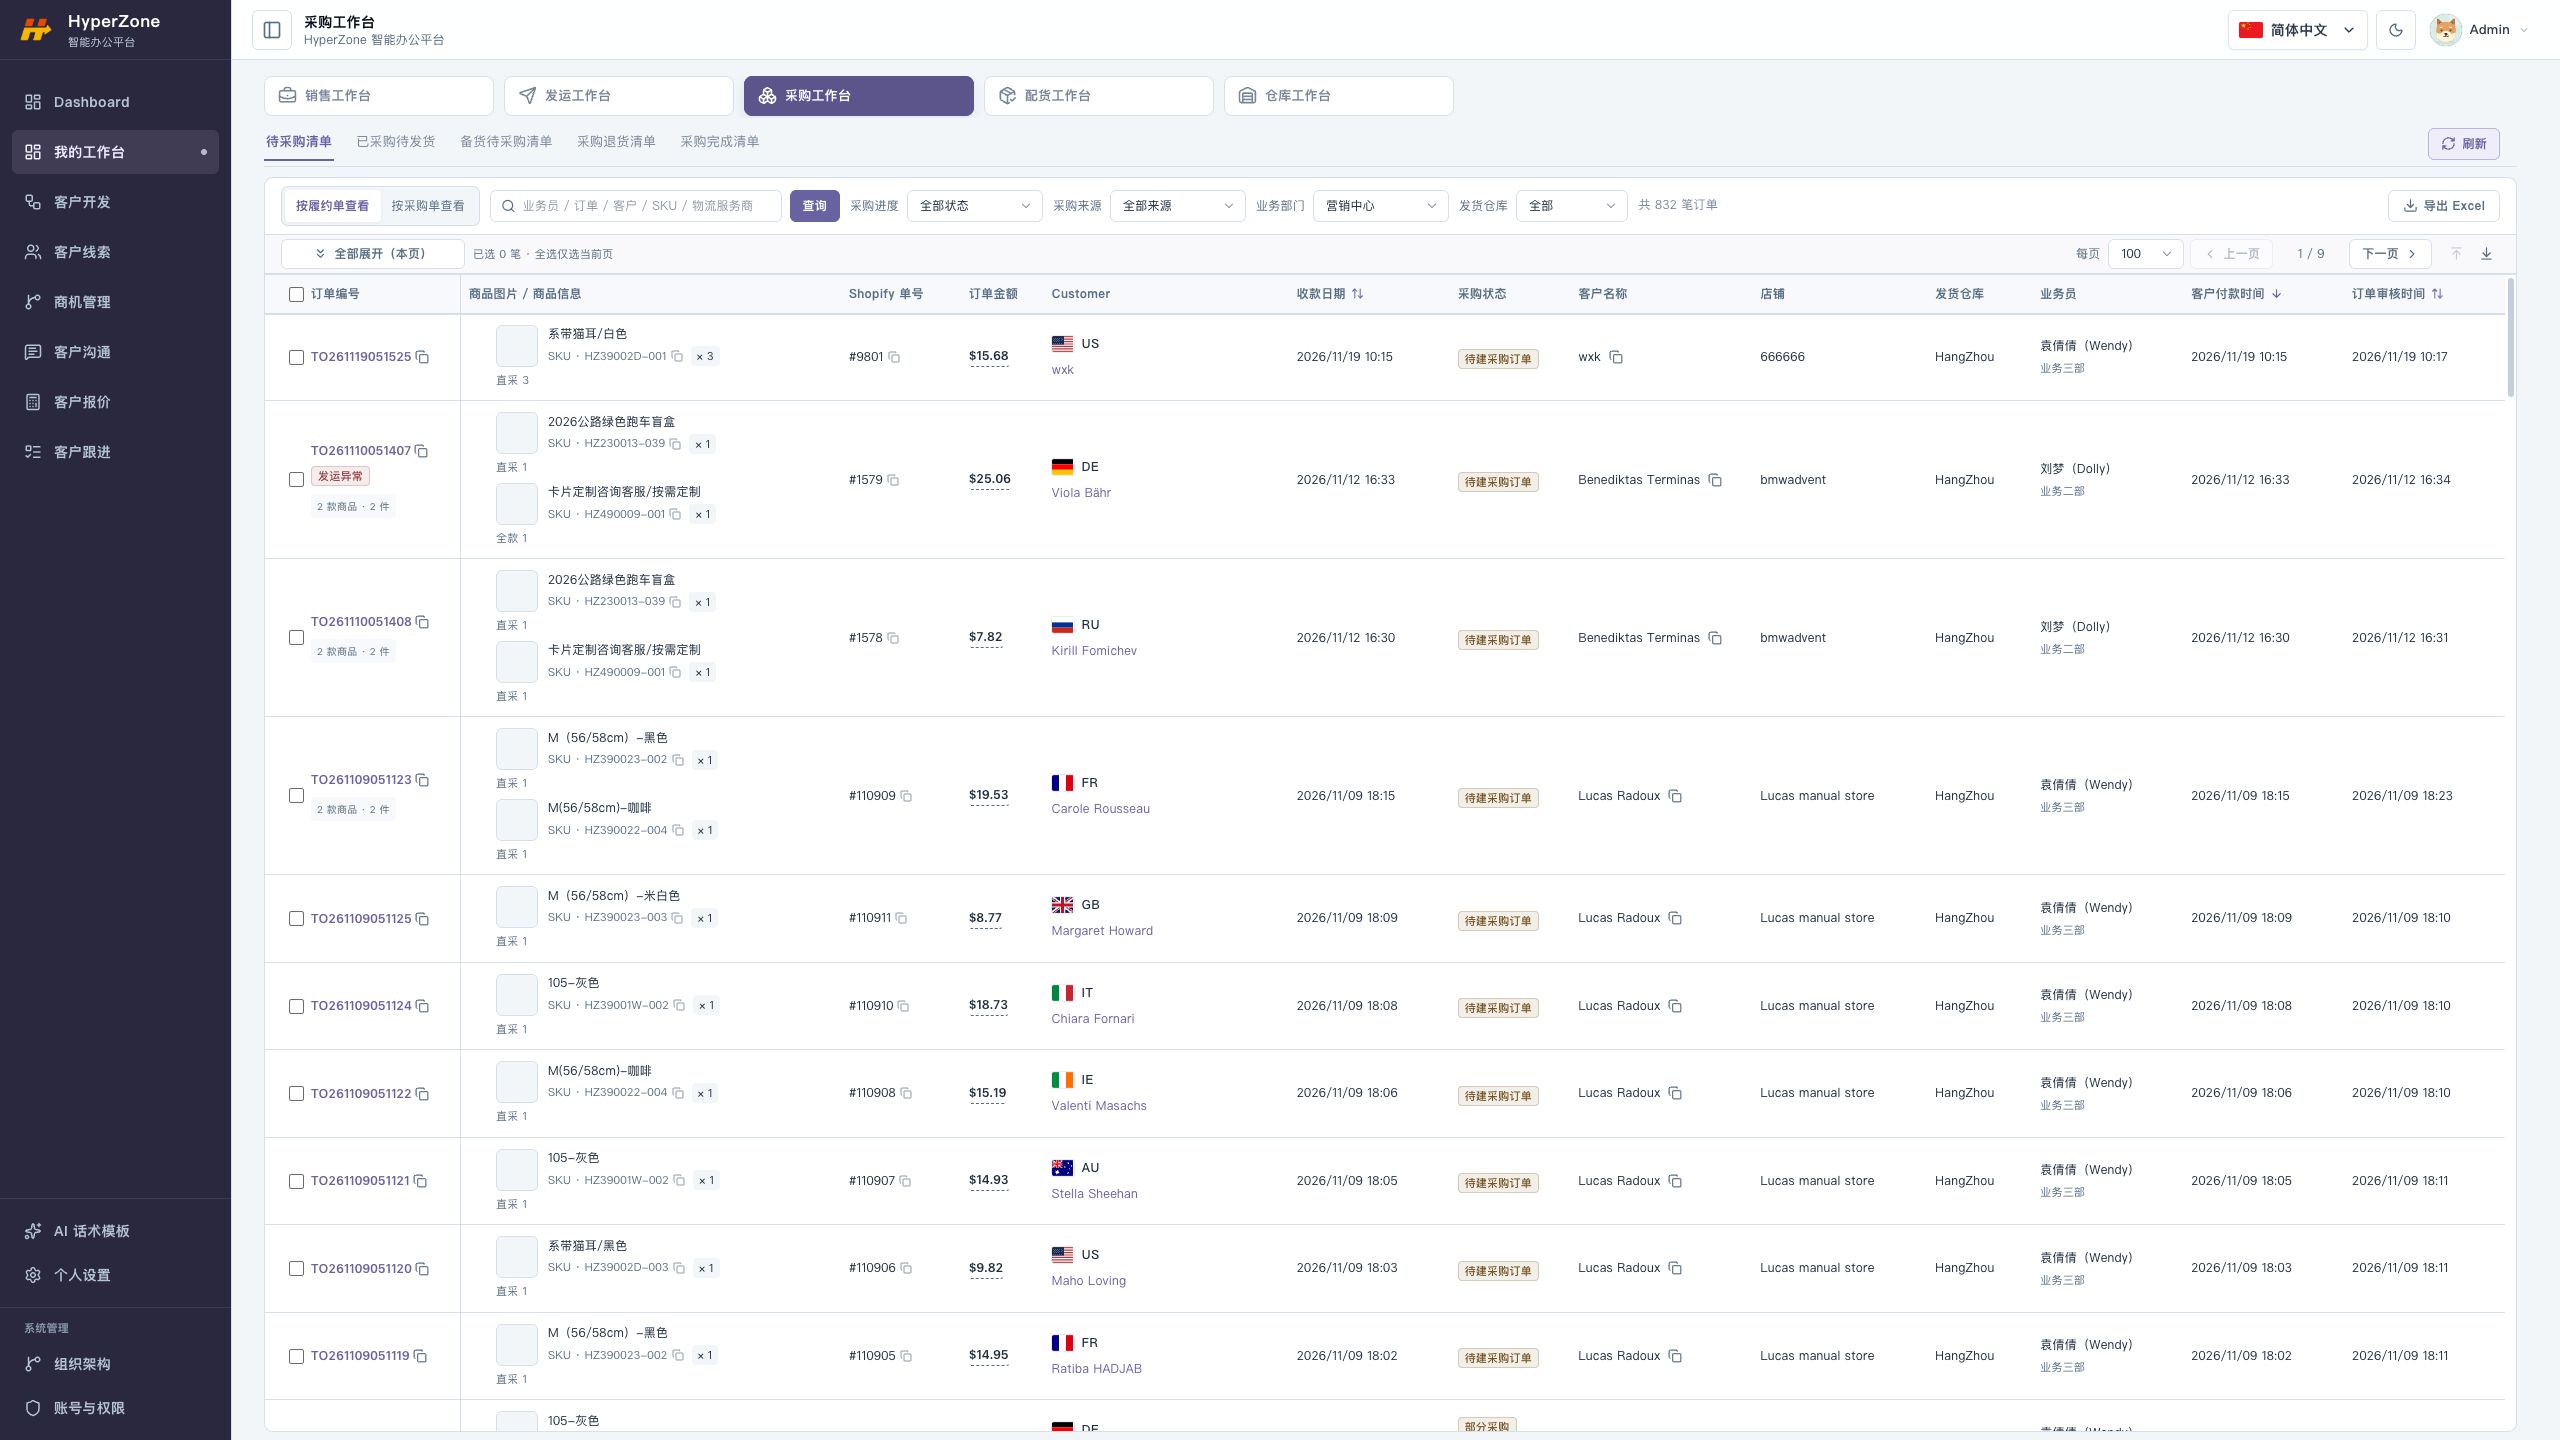 HyperZone
智能办公平台
Dashboard
我的工作台
客户开发
客户线索
商机管理
客户沟通
客户报价
客户跟进
AI 话术模板
个人设置
系统管理
组织架构
账号与权限
采购工作台
HyperZone 智能办公平台
简体中文
Admin
销售工作台 发运工作台 采购工作台 配货工作台 仓库工作台
待采购清单 已采购待发货 备货待采购清单 采购退货清单 采购完成清单 刷新
按履约单查看 按采购单查看 业务员 / 订单 / 客户 / SKU / 物流服务商 查询 采购进度 全部状态 采购来源 全部来源 业务部门 营销中心 发货仓库 全部 共 832 笔订单 导出 Excel
全部展开（本页） 已选 0 笔 · 全选仅选当前页 每页 100 上一页 1 / 9 下一页
订单编号 商品图片 / 商品信息 Shopify 单号 订单金额 Customer 收款日期 采购状态 客户名称 店铺 发货仓库 业务员 客户付款时间 订单审核时间
TO261119051525
系带猫耳/白色
SKU · HZ39002D-001 × 3
直采 3
#9801 $15.68
US
wxk
2026/11/19 10:15 待建采购订单 wxk 666666 HangZhou
袁倩倩（Wendy）
业务三部
2026/11/19 10:15 2026/11/19 10:17
TO261110051407
发运异常
2 款商品 · 2 件
2026公路绿色跑车盲盒
SKU · HZ230013-039 × 1
直采 1
卡片定制咨询客服/按需定制
SKU · HZ490009-001 × 1
全款 1
#1579 $25.06
DE
Viola Bähr
2026/11/12 16:33 待建采购订单 Benediktas Terminas bmwadvent HangZhou
刘梦（Dolly）
业务二部
2026/11/12 16:33 2026/11/12 16:34
TO261110051408
2 款商品 · 2 件
2026公路绿色跑车盲盒
SKU · HZ230013-039 × 1
直采 1
卡片定制咨询客服/按需定制
SKU · HZ490009-001 × 1
直采 1
#1578 $7.82
RU
Kirill Fomichev
2026/11/12 16:30 待建采购订单 Benediktas Terminas bmwadvent HangZhou
刘梦（Dolly）
业务二部
2026/11/12 16:30 2026/11/12 16:31
TO261109051123
2 款商品 · 2 件
M（56/58cm）-黑色
SKU · HZ390023-002 × 1
直采 1
M(56/58cm)-咖啡
SKU · HZ390022-004 × 1
直采 1
#110909 $19.53
FR
Carole Rousseau
2026/11/09 18:15 待建采购订单 Lucas Radoux Lucas manual store HangZhou
袁倩倩（Wendy）
业务三部
2026/11/09 18:15 2026/11/09 18:23
TO261109051125
M（56/58cm）-米白色
SKU · HZ390023-003 × 1
直采 1
#110911 $8.77
GB
Margaret Howard
2026/11/09 18:09 待建采购订单 Lucas Radoux Lucas manual store HangZhou
袁倩倩（Wendy）
业务三部
2026/11/09 18:09 2026/11/09 18:10
TO261109051124
105-灰色
SKU · HZ39001W-002 × 1
直采 1
#110910 $18.73
IT
Chiara Fornari
2026/11/09 18:08 待建采购订单 Lucas Radoux Lucas manual store HangZhou
袁倩倩（Wendy）
业务三部
2026/11/09 18:08 2026/11/09 18:10
TO261109051122
M(56/58cm)-咖啡
SKU · HZ390022-004 × 1
直采 1
#110908 $15.19
IE
Valenti Masachs
2026/11/09 18:06 待建采购订单 Lucas Radoux Lucas manual store HangZhou
袁倩倩（Wendy）
业务三部
2026/11/09 18:06 2026/11/09 18:10
TO261109051121
105-灰色
SKU · HZ39001W-002 × 1
直采 1
#110907 $14.93
AU
Stella Sheehan
2026/11/09 18:05 待建采购订单 Lucas Radoux Lucas manual store HangZhou
袁倩倩（Wendy）
业务三部
2026/11/09 18:05 2026/11/09 18:11
TO261109051120
系带猫耳/黑色
SKU · HZ39002D-003 × 1
直采 1
#110906 $9.82
US
Maho Loving
2026/11/09 18:03 待建采购订单 Lucas Radoux Lucas manual store HangZhou
袁倩倩（Wendy）
业务三部
2026/11/09 18:03 2026/11/09 18:11
TO261109051119
M（56/58cm）-黑色
SKU · HZ390023-002 × 1
直采 1
#110905 $14.95
FR
Ratiba HADJAB
2026/11/09 18:02 待建采购订单 Lucas Radoux Lucas manual store HangZhou
袁倩倩（Wendy）
业务三部
2026/11/09 18:02 2026/11/09 18:11
105-灰色
DE
部分采购
袁倩倩（Wendy）